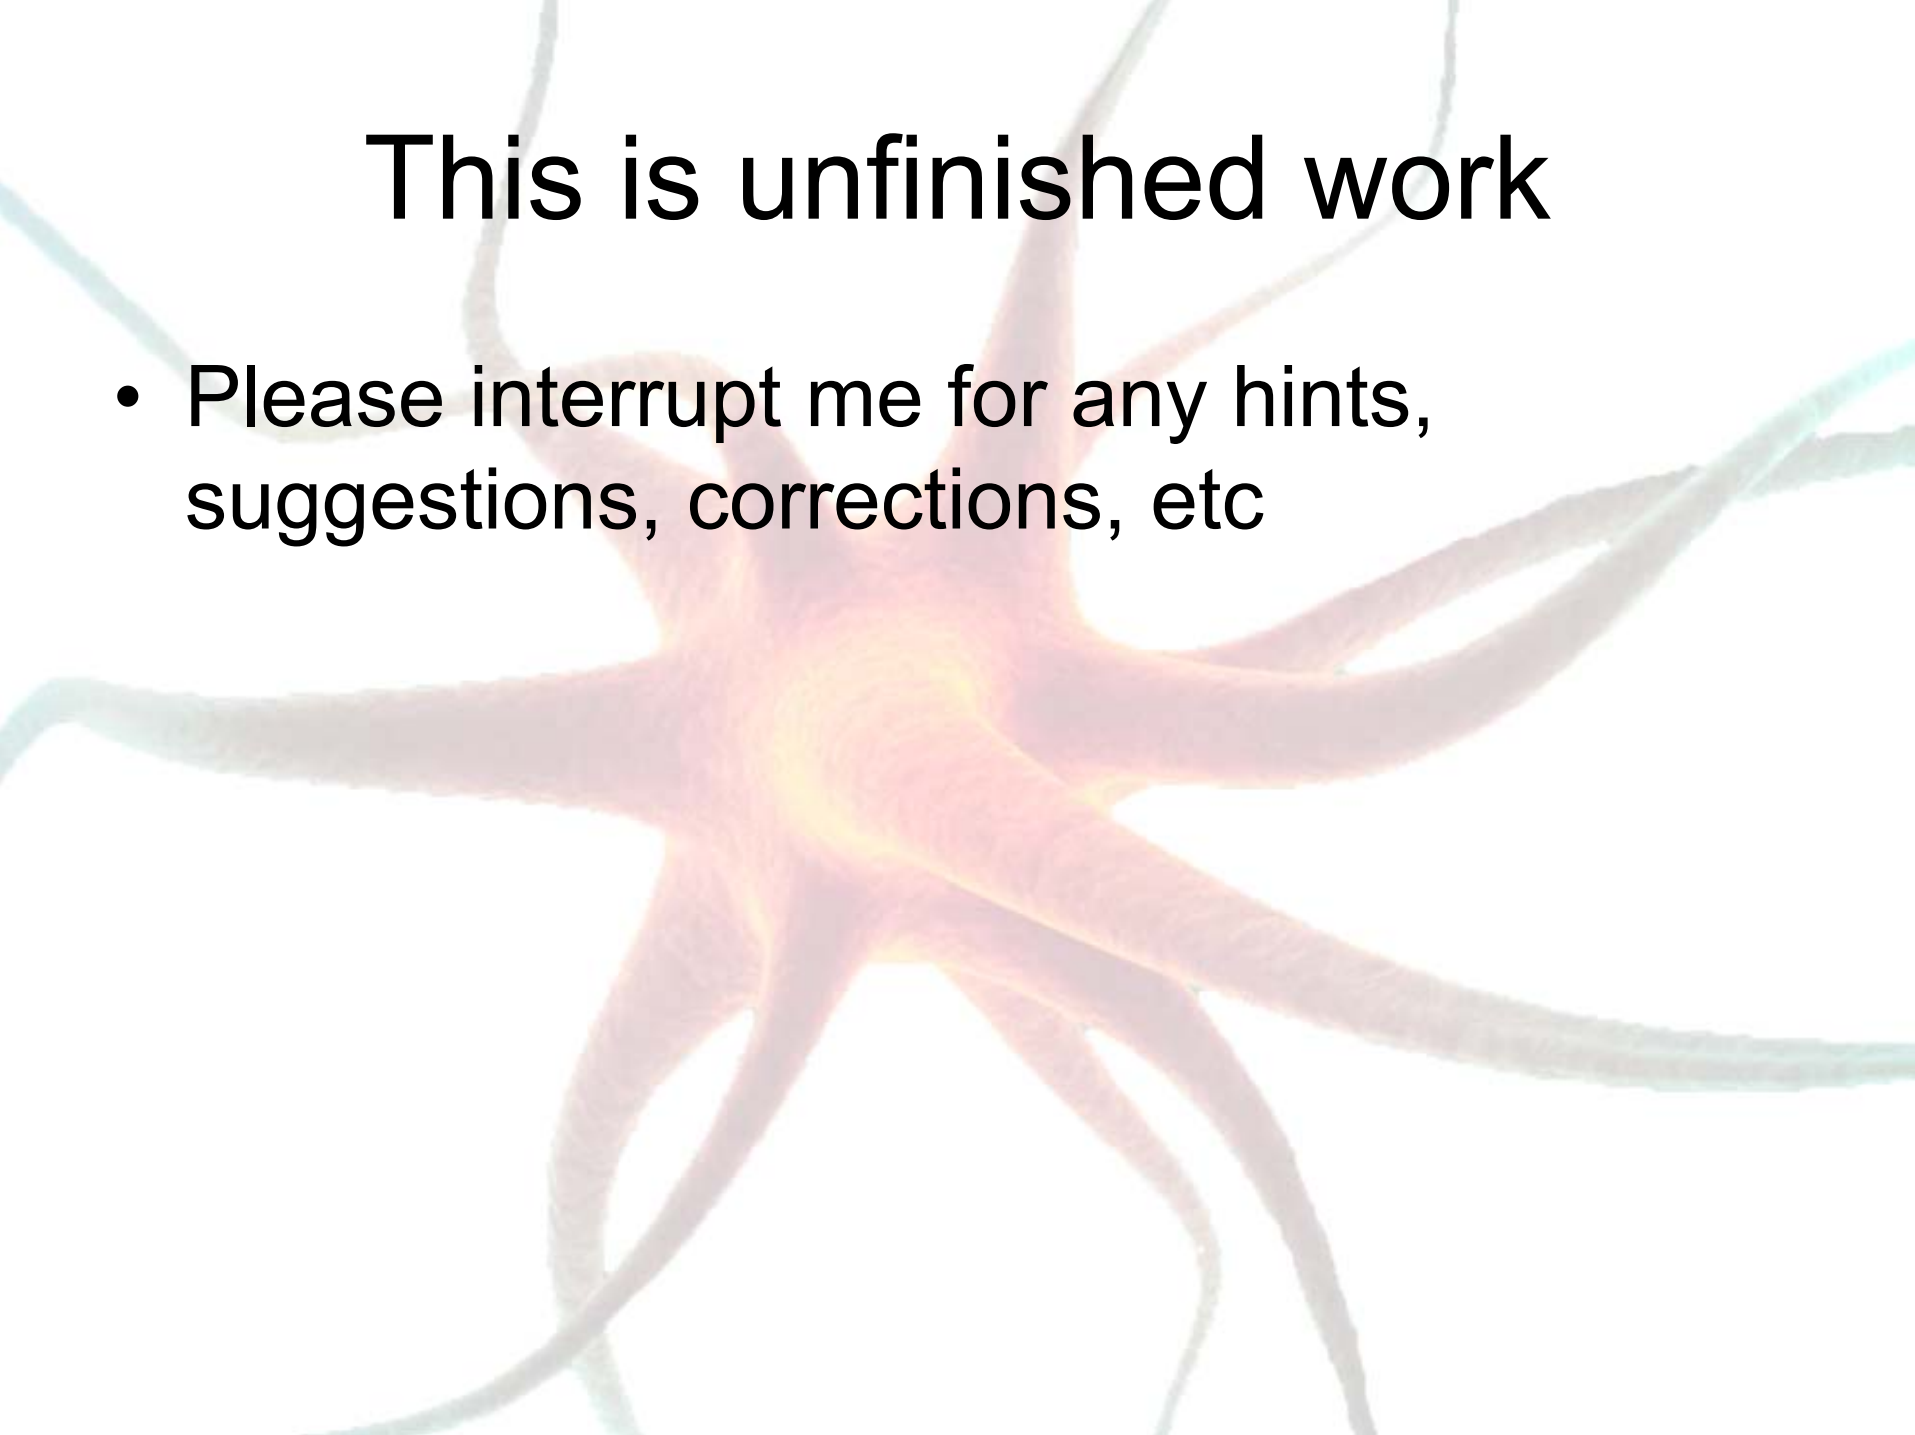 This is unfinished work
• Please interrupt me for any hints,
suggestions, corrections, etc